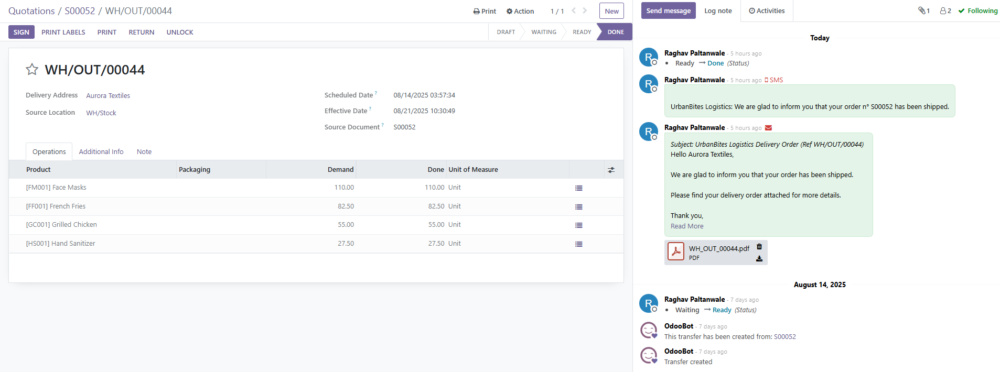 Quotations / S00052 / WH/OUT/00044
Print Action 1 / 1 New
SIGN PRINT LABELS PRINT RETURN UNLOCK
DRAFT WAITING READY DONE
WH/OUT/00044
Delivery Address Aurora Textiles
Source Location WH/Stock
Scheduled Date ? 08/14/2025 03:57:34
Effective Date ? 08/21/2025 10:30:49
Source Document ? S00052
Operations Additional Info Note
Product Packaging Demand Done Unit of Measure
[FM001] Face Masks 110.00 110.00 Unit
[FF001] French Fries 82.50 82.50 Unit
[GC001] Grilled Chicken 55.00 55.00 Unit
[HS001] Hand Sanitizer 27.50 27.50 Unit
Send message Log note Activities 1 2 Following
Today
R
Raghav Paltanwale - 5 hours ago
Ready → Done (Status)
R
Raghav Paltanwale - 5 hours ago SMS
UrbanBites Logistics: We are glad to inform you that your order n° S00052 has been shipped.
R
Raghav Paltanwale - 5 hours ago
Subject: UrbanBites Logistics Delivery Order (Ref WH/OUT/00044)
Hello Aurora Textiles,
We are glad to inform you that your order has been shipped.
Please find your delivery order attached for more details.
Thank you,
Read More
WH_OUT_00044.pdf
PDF
August 14, 2025
R
Raghav Paltanwale - 7 days ago
Waiting → Ready (Status)
OdooBot - 7 days ago
This transfer has been created from: S00052
OdooBot - 7 days ago
Transfer created